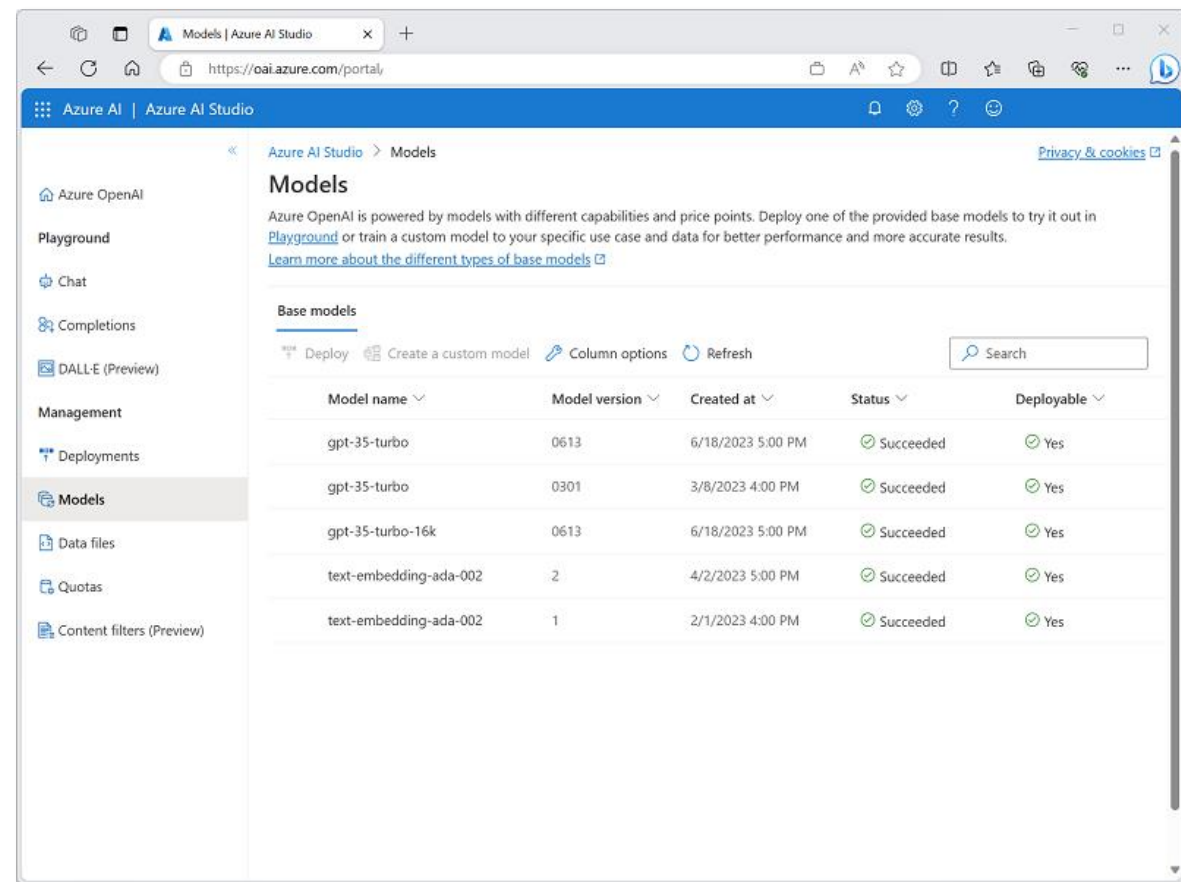 Models | Azure AI Studio
https://oai.azure.com/portal/
Azure AI | Azure AI Studio
Azure AI Studio > Models
Privacy & cookies
Azure OpenAI
Playground
Chat
Completions
DALL·E (Preview)
Management
Deployments
Models
Data files
Quotas
Content filters (Preview)
Models
Azure OpenAI is powered by models with different capabilities and price points. Deploy one of the provided base models to try it out in
Playground or train a custom model to your specific use case and data for better performance and more accurate results.
Learn more about the different types of base models
Base models
Deploy Create a custom model Column options Refresh Search
Model name Model version Created at Status Deployable
gpt-35-turbo 0613 6/18/2023 5:00 PM Succeeded Yes
gpt-35-turbo 0301 3/8/2023 4:00 PM Succeeded Yes
gpt-35-turbo-16k 0613 6/18/2023 5:00 PM Succeeded Yes
text-embedding-ada-002 2 4/2/2023 5:00 PM Succeeded Yes
text-embedding-ada-002 1 2/1/2023 4:00 PM Succeeded Yes